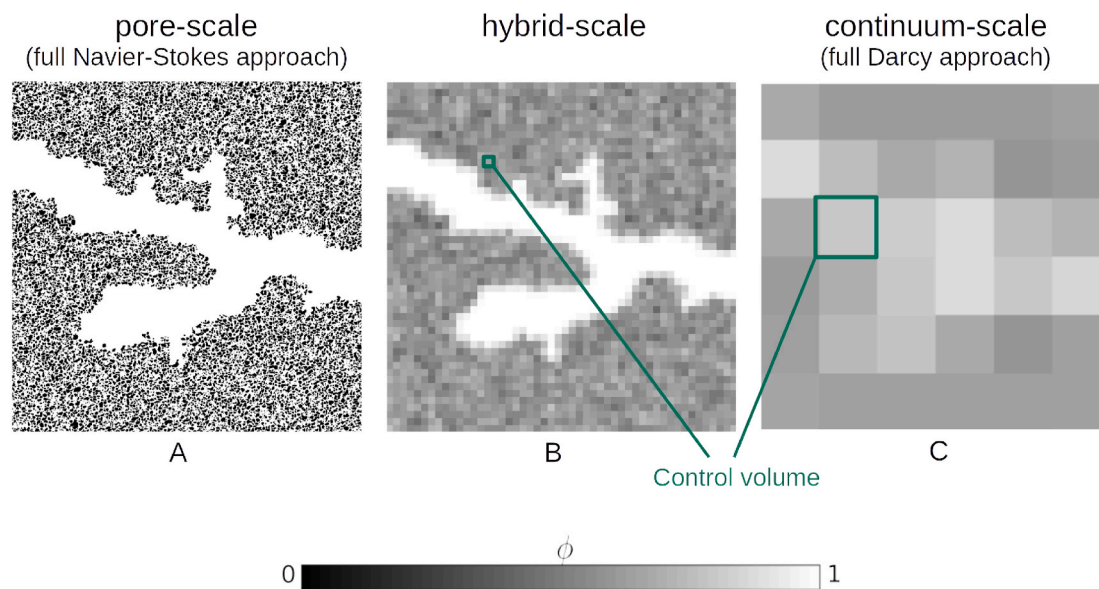 pore-scale
(full Navier-Stokes approach)
hybrid-scale
continuum-scale
(full Darcy approach)
A
B
C
Control volume
ϕ
0
1